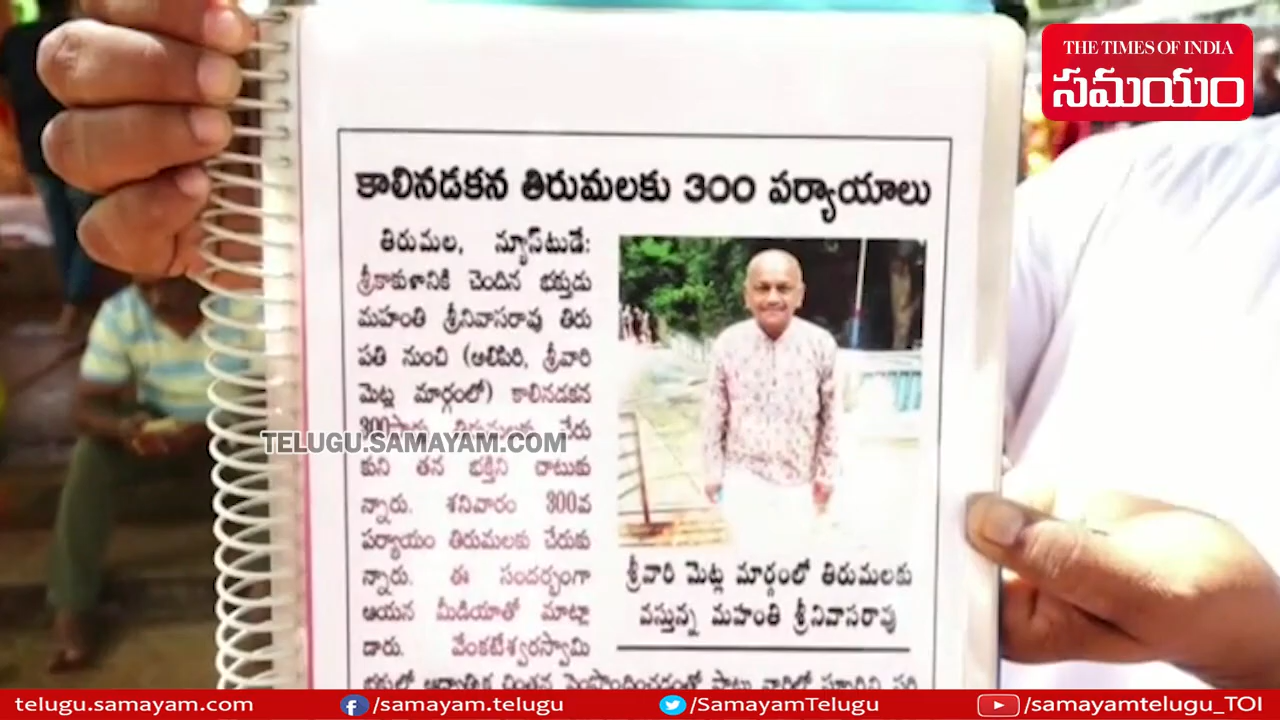 THE TIMES OF INDIA
సమయం
కాలినడకన తిరుమలకు 300 పర్యాయాలు
తిరుమల, న్యూస్‌టుడే:
శ్రీకాకుళానికి చెందిన భక్తుడు
మహంతి శ్రీనివాసరావు తిరు
పతి నుంచి (అలిపిరి, శ్రీవారి
మెట్ల మార్గంలో) కాలినడకన
300సార్లు తిరుమలకు చేరు
TELUGU.SAMAYAM.COM
కుని తన భక్తిని చాటుకు
న్నారు. శనివారం 300వ
పర్యాయం తిరుమలకు చేరుకు
న్నారు. ఈ సందర్భంగా
ఆయన మీడియాతో మాట్లా
డారు. వేంకటేశ్వరస్వామి
శ్రీవారి మెట్ల మార్గంలో తిరుమలకు
వస్తున్న మహంతి శ్రీనివాసరావు
telugu.samayam.com
/samayam.telugu
/SamayamTelugu
/samayamtelugu_TOI